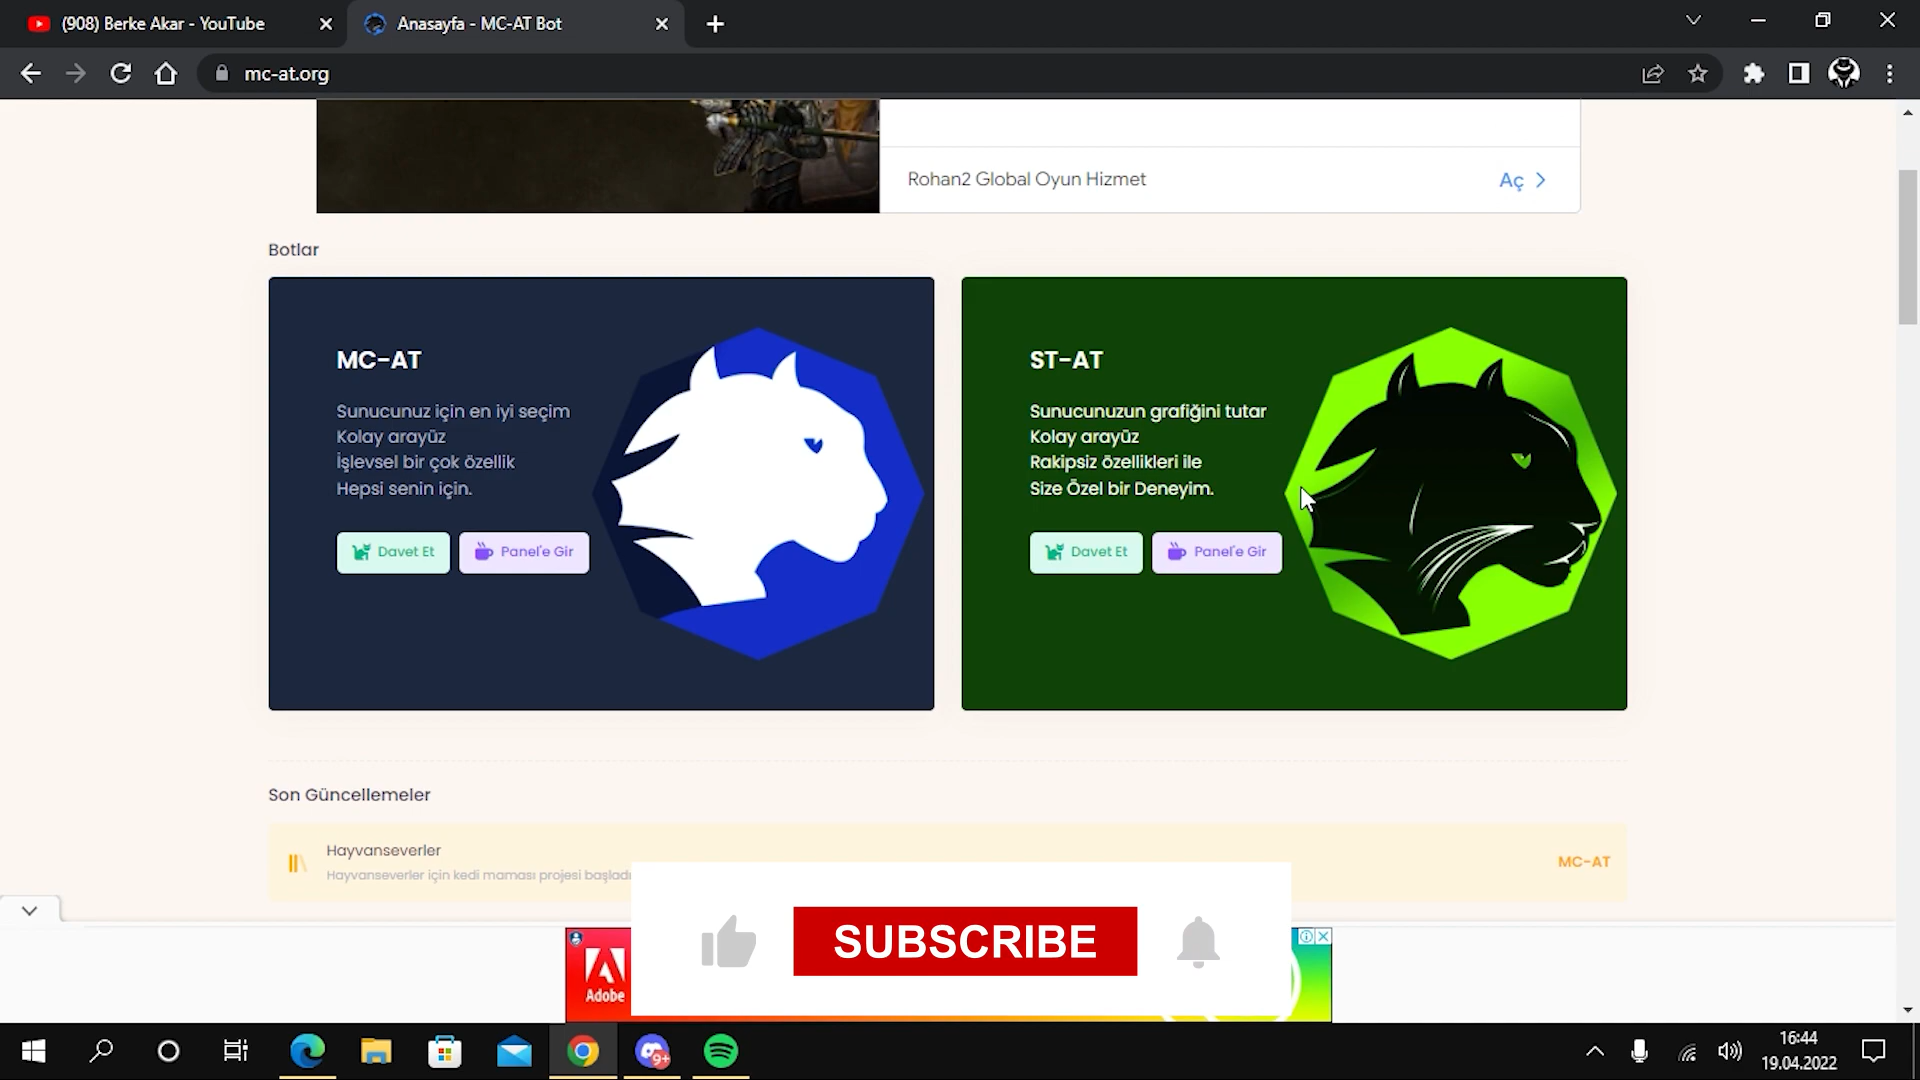 (908) Berke Akar - YouTube
Anasayfa - MC-AT Bot
mc-at.org
Rohan2 Global Oyun Hizmet
Aç
Botlar
MC-AT
Sunucunuz için en iyi seçim
Kolay arayüz
İşlevsel bir çok özellik
Hepsi senin için.
Davet Et
Panel'e Gir
ST-AT
Sunucunuzun grafiğini tutar
Kolay arayüz
Rakipsiz özellikleri ile
Size Özel bir Deneyim.
Davet Et
Panel'e Gir
Son Güncellemeler
Hayvanseverler
Hayvanseverler için kedi maması projesi
MC-AT
Adobe
SUBSCRIBE
9+
16:44
19.04.2022